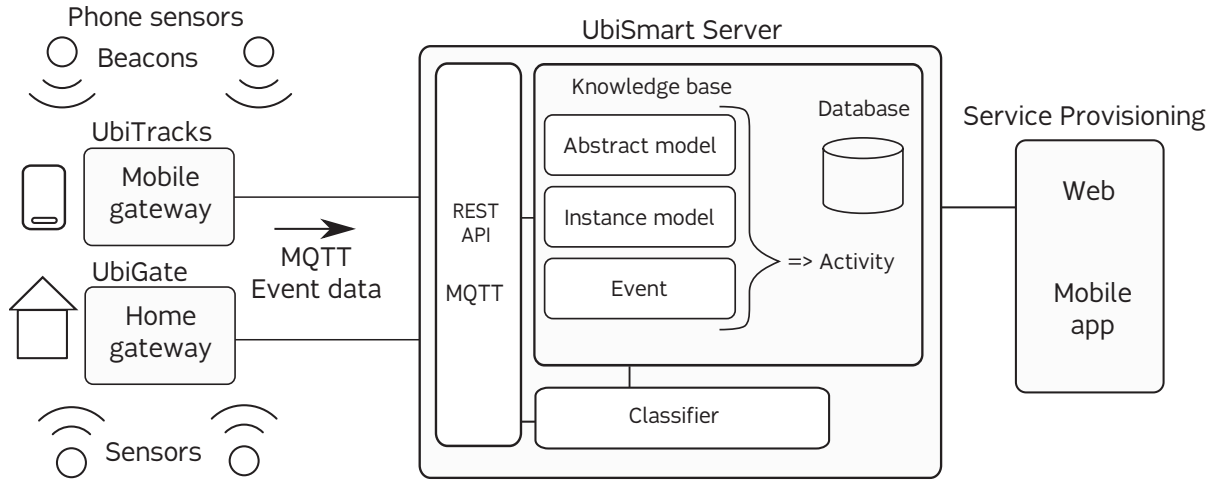 Phone sensors
Beacons
UbiTracks
Mobile
gateway
UbiGate
Home
gateway
Sensors
MQTT
Event data
UbiSmart Server
REST
API
MQTT
Knowledge base
Abstract model
Instance model
Event
Database
=> Activity
Classifier
Service Provisioning
Web
Mobile
app